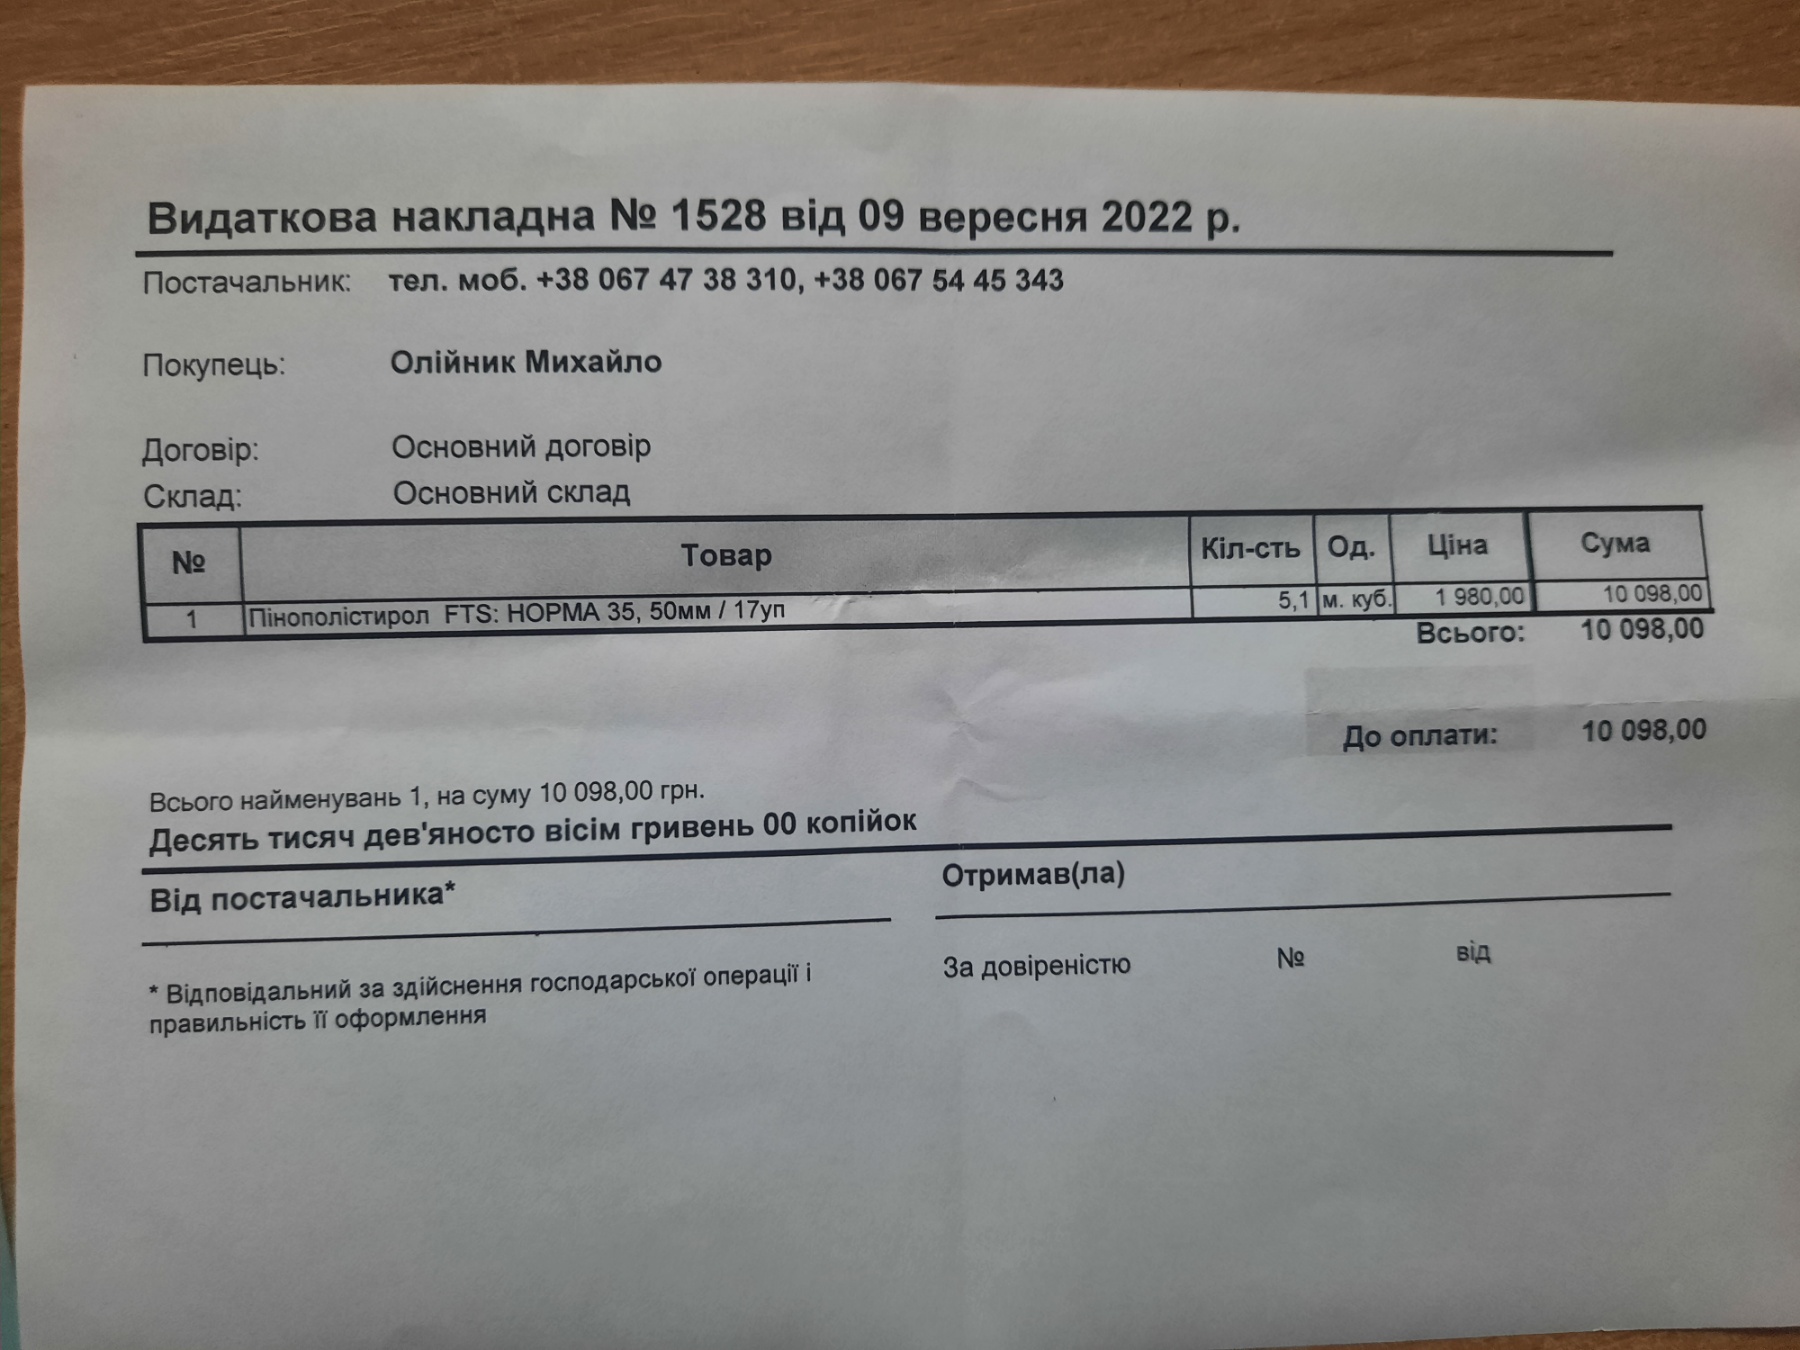 Видаткова накладна № 1528 від 09 вересня 2022 р.
Постачальник: тел. моб. +38 067 47 38 310, +38 067 54 45 343
Покупець: Олійник Михайло
Договір: Основний договір
Склад: Основний склад
№ Товар Кіл-сть Од. Ціна Сума
1 Пінополістирол FTS: НОРМА 35, 50мм / 17уп 5,1 м. куб. 1 980,00 10 098,00
Всього: 10 098,00
До оплати: 10 098,00
Всього найменувань 1, на суму 10 098,00 грн.
Десять тисяч дев'яносто вісім гривень 00 копійок
Від постачальника* Отримав(ла)
* Відповідальний за здійснення господарської операції і
правильність її оформлення
За довіреністю № від